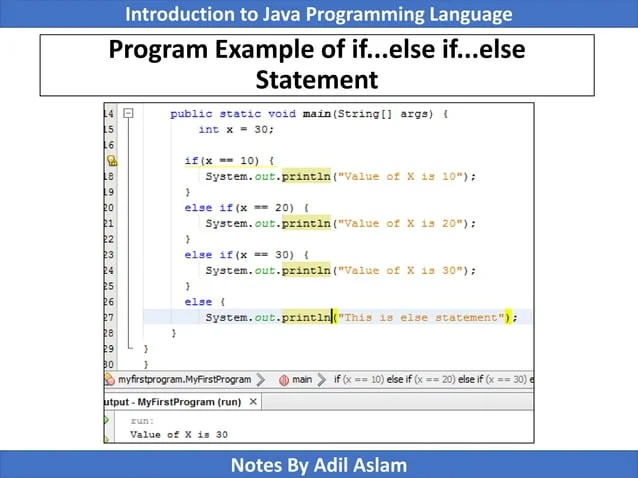 Introduction to Java Programming Language
Program Example of if...else if...else
Statement
14 public static void main(String[] args) {
15 int x = 30;
16
if(x == 10) {
18 System.out.println("Value of X is 10");
19 }
20 else if(x == 20) {
21 System.out.println("Value of X is 20");
22 }
23 else if(x == 30) {
24 System.out.println("Value of X is 30");
25 }
26 else {
27 System.out.println("This is else statement");
28 }
29 }
30 }
myfirstprogram.MyFirstProgram main if (x == 10) else if (x == 20) else if (x == 30) e
utput - MyFirstProgram (run) ×
run:
Value of X is 30
Notes By Adil Aslam